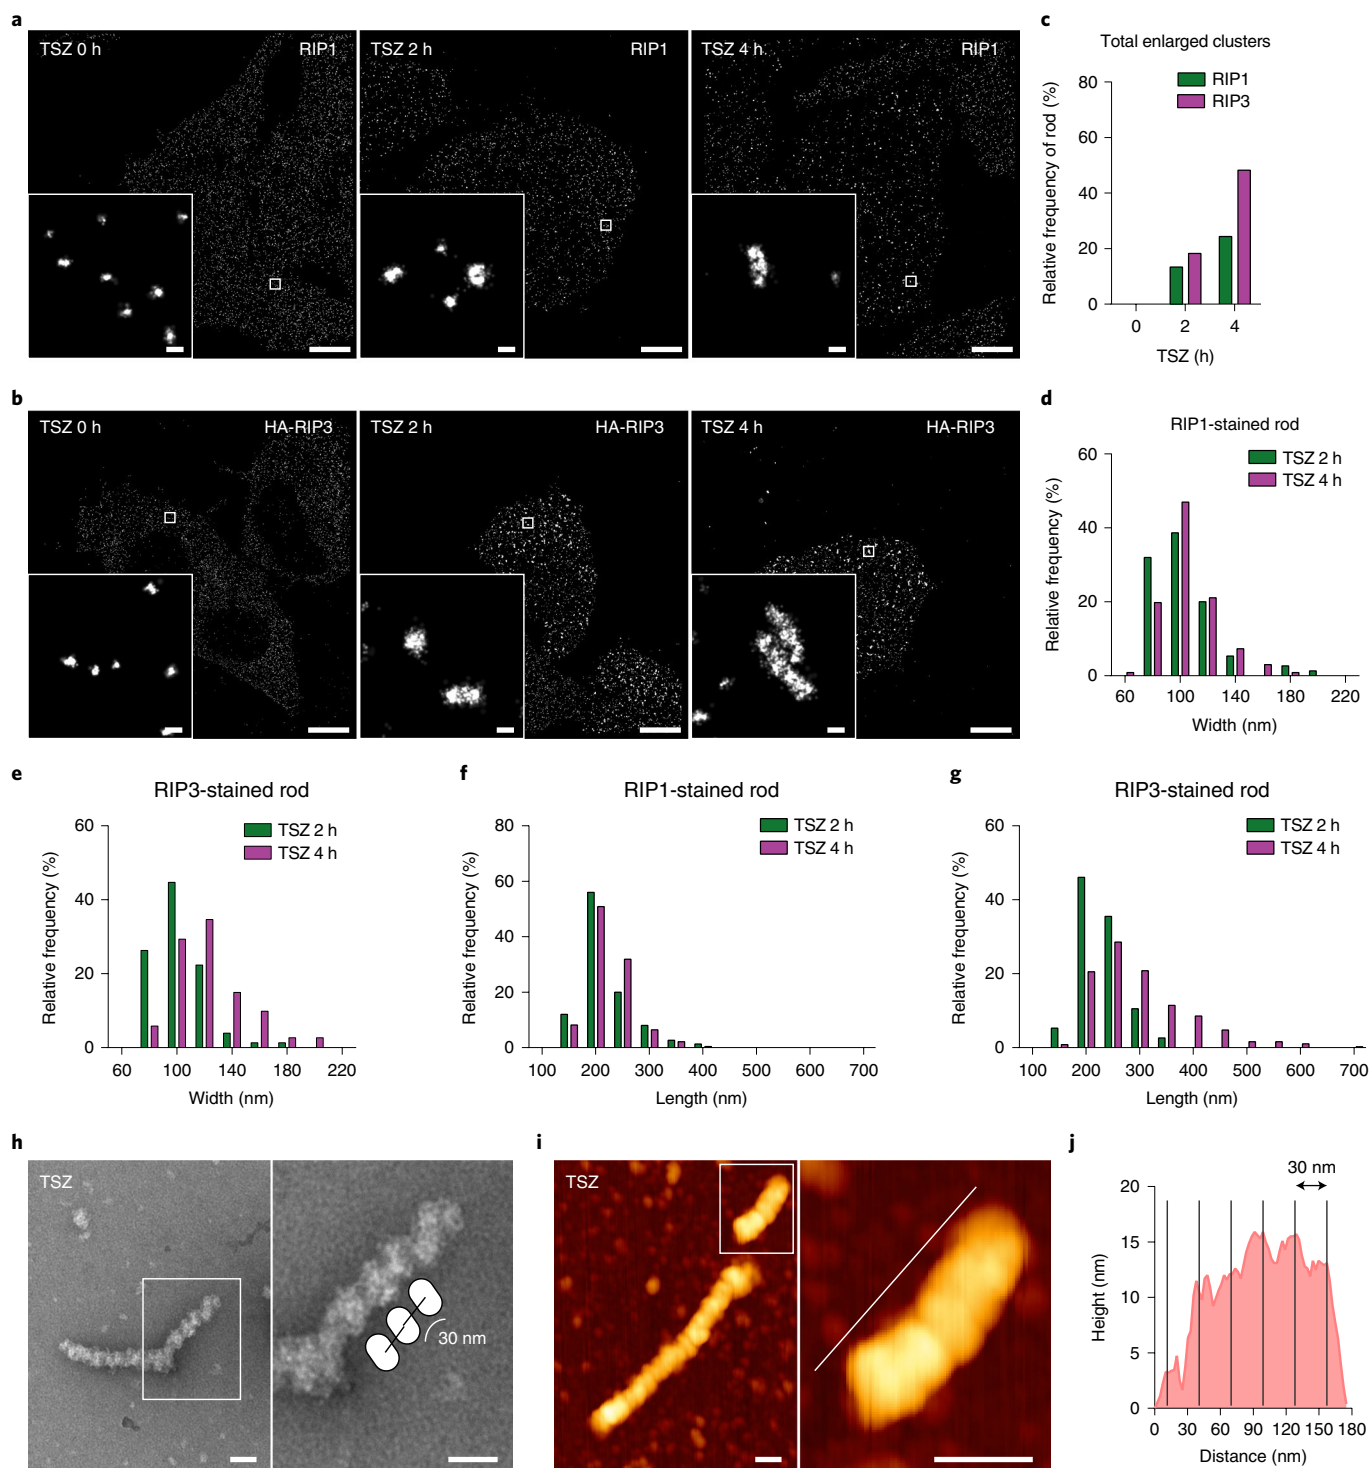 a
TSZ 0 h
RIP1
TSZ 2 h
RIP1
TSZ 4 h
RIP1
b
TSZ 0 h
HA-RIP3
TSZ 2 h
HA-RIP3
TSZ 4 h
HA-RIP3
c
Total enlarged clusters
RIP1
RIP3
Relative frequency of rod (%)
80
60
40
20
0
0 2 4
TSZ (h)
d
RIP1-stained rod
TSZ 2 h
TSZ 4 h
Relative frequency (%)
60
40
20
0
60 100 140 180 220
Width (nm)
e
RIP3-stained rod
TSZ 2 h
TSZ 4 h
Relative frequency (%)
60
40
20
0
60 100 140 180 220
Width (nm)
f
RIP1-stained rod
TSZ 2 h
TSZ 4 h
Relative frequency (%)
80
60
40
20
0
100 200 300 400 500 600 700
Length (nm)
g
RIP3-stained rod
TSZ 2 h
TSZ 4 h
Relative frequency (%)
60
40
20
0
100 200 300 400 500 600 700
Length (nm)
h
TSZ
30 nm
i
TSZ
j
30 nm
Height (nm)
20
15
10
5
0
0 30 60 90 120 150 180
Distance (nm)